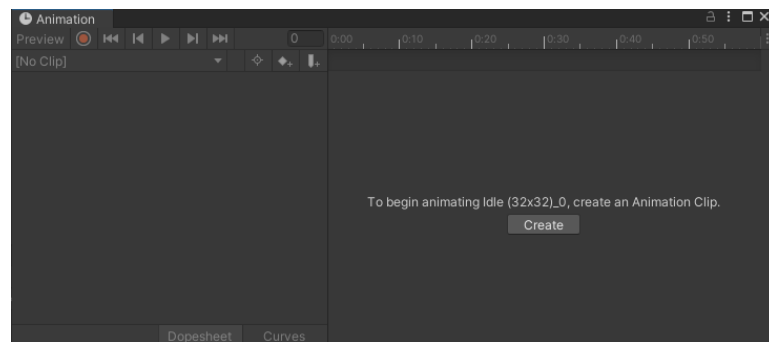 Animation
Preview 0 0:00 0:10 0:20 0:30 0:40 0:50
[No Clip]
To begin animating Idle (32x32)_0, create an Animation Clip.
Create
Dopesheet Curves